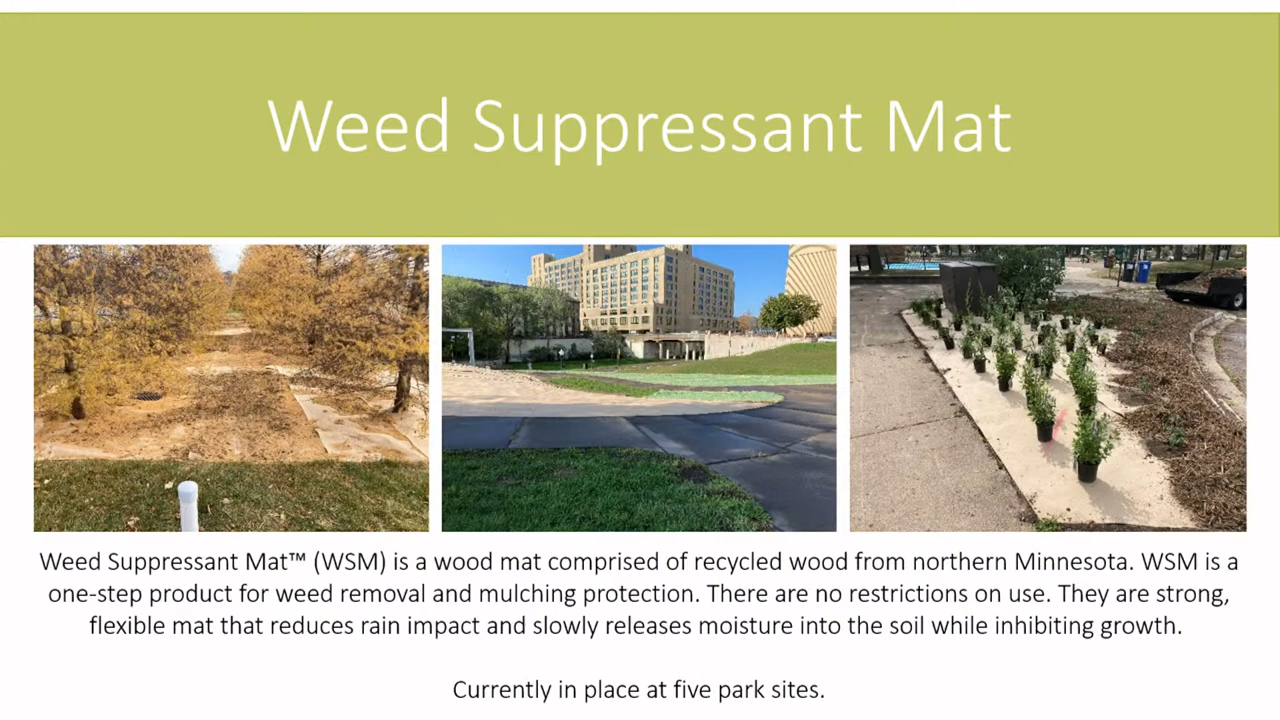 Weed Suppressant Mat
Weed Suppressant Mat™ (WSM) is a wood mat comprised of recycled wood from northern Minnesota. WSM is a
one-step product for weed removal and mulching protection. There are no restrictions on use. They are strong,
flexible mat that reduces rain impact and slowly releases moisture into the soil while inhibiting growth.
Currently in place at five park sites.